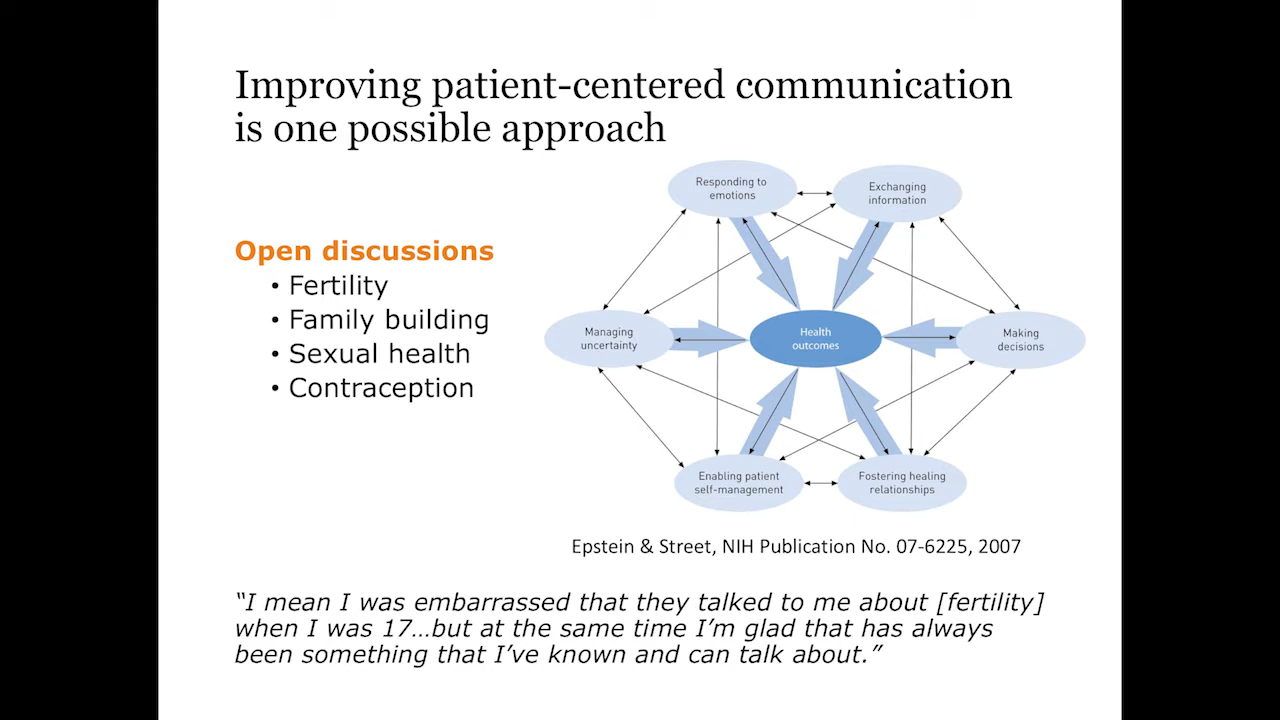 Improving patient-centered communication
is one possible approach
Responding to
emotions
Exchanging
information
Open discussions
• Fertility
• Family building
• Sexual health
• Contraception
Managing
uncertainty
Health
outcomes
Making
decisions
Enabling patient
self-management
Fostering healing
relationships
Epstein & Street, NIH Publication No. 07-6225, 2007
“I mean I was embarrassed that they talked to me about [fertility]
when I was 17…but at the same time I’m glad that has always
been something that I’ve known and can talk about.”